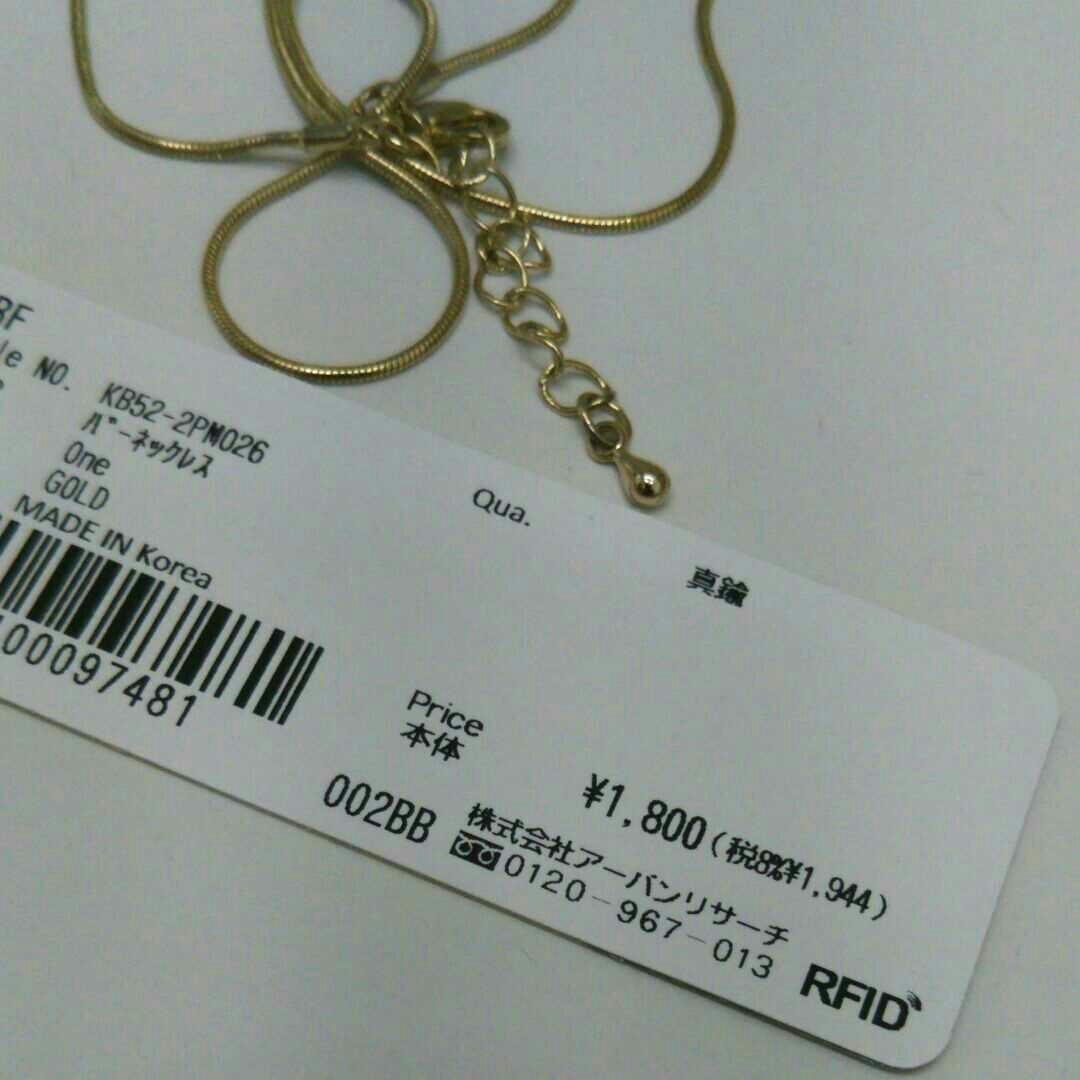 BF
le NO. KB52-2PM026
バーネックレス
One
GOLD
MADE IN Korea
00097481
Qua.
真鍮
Price
本体
¥1,800(税8%¥1,944)
002BB
株式会社アーバンリサーチ
0120-967-013
RFID